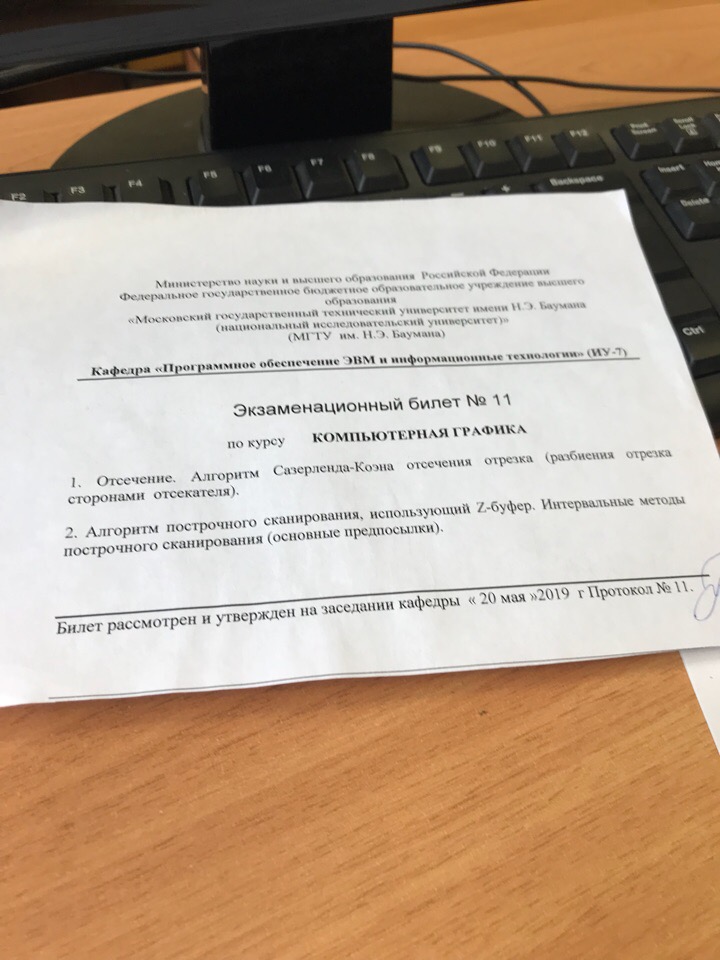 F2
F3
F4
F5
F6
F7
F8
F9
F10
F11
F12
Print
Screen
Scroll
Lock
Backspace
Insert
Delete
Ctrl
Министерство науки и высшего образования Российской Федерации
Федеральное государственное бюджетное образовательное учреждение высшего
образования
«Московский государственный технический университет имени Н.Э. Баумана
(национальный исследовательский университет)»
(МГТУ им. Н.Э. Баумана)
Кафедра «Программное обеспечение ЭВМ и информационные технологии» (ИУ-7)
Экзаменационный билет № 11
по курсу КОМПЬЮТЕРНАЯ ГРАФИКА
1. Отсечение. Алгоритм Сазерленда-Коэна отсечения отрезка (разбиения отрезка
сторонами отсекателя).
2. Алгоритм построчного сканирования, использующий Z-буфер. Интервальные методы
построчного сканирования (основные предпосылки).
Билет рассмотрен и утвержден на заседании кафедры « 20 мая »2019 г Протокол № 11.